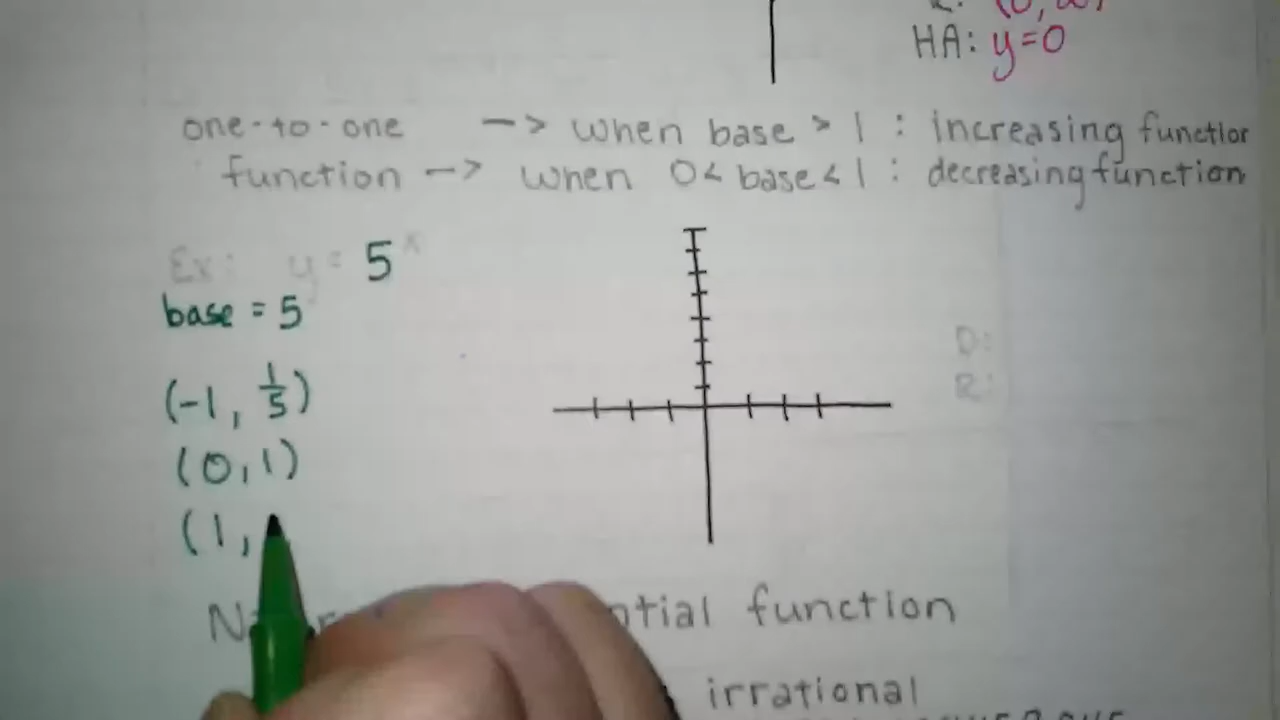 HA: y=0
one-to-one -> when base > 1 : increasing function
function -> when 0 < base < 1 : decreasing function
Ex: y = 5^x
base = 5
(-1, 1/5)
(0, 1)
(1,
D:
R:
function
irrational